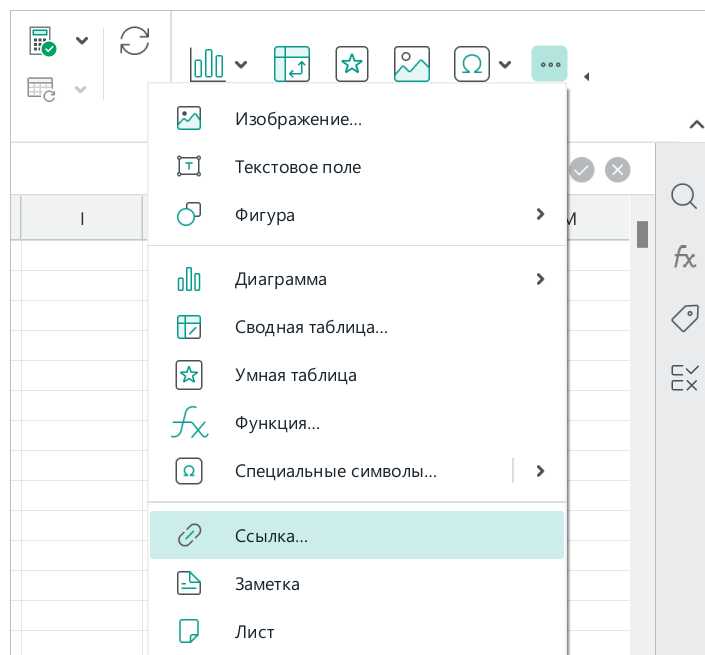 Изображение...
Текстовое поле
I
Фигура
M
Диаграмма
Сводная таблица...
Умная таблица
Функция...
Специальные символы...
Ссылка...
Заметка
Лист